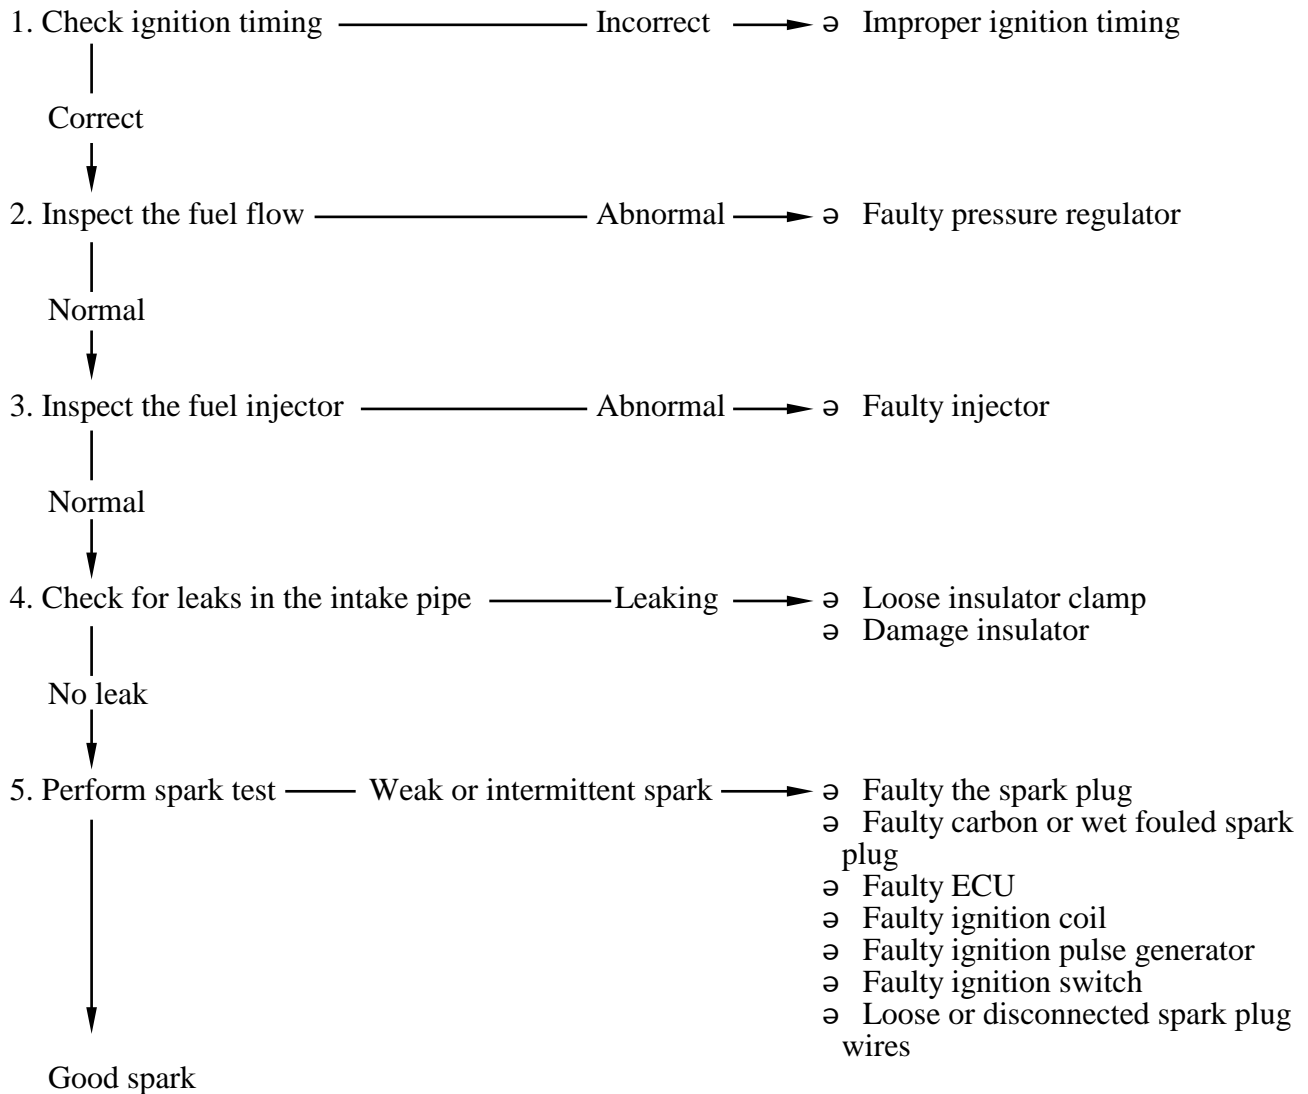 1. Check ignition timing Incorrect ə Improper ignition timing
Correct
2. Inspect the fuel flow Abnormal ə Faulty pressure regulator
Normal
3. Inspect the fuel injector Abnormal ə Faulty injector
Normal
4. Check for leaks in the intake pipe Leaking ə Loose insulator clamp
ə Damage insulator
No leak
5. Perform spark test Weak or intermittent spark ə Faulty the spark plug
ə Faulty carbon or wet fouled spark
plug
ə Faulty ECU
ə Faulty ignition coil
ə Faulty ignition pulse generator
ə Faulty ignition switch
ə Loose or disconnected spark plug
wires
Good spark